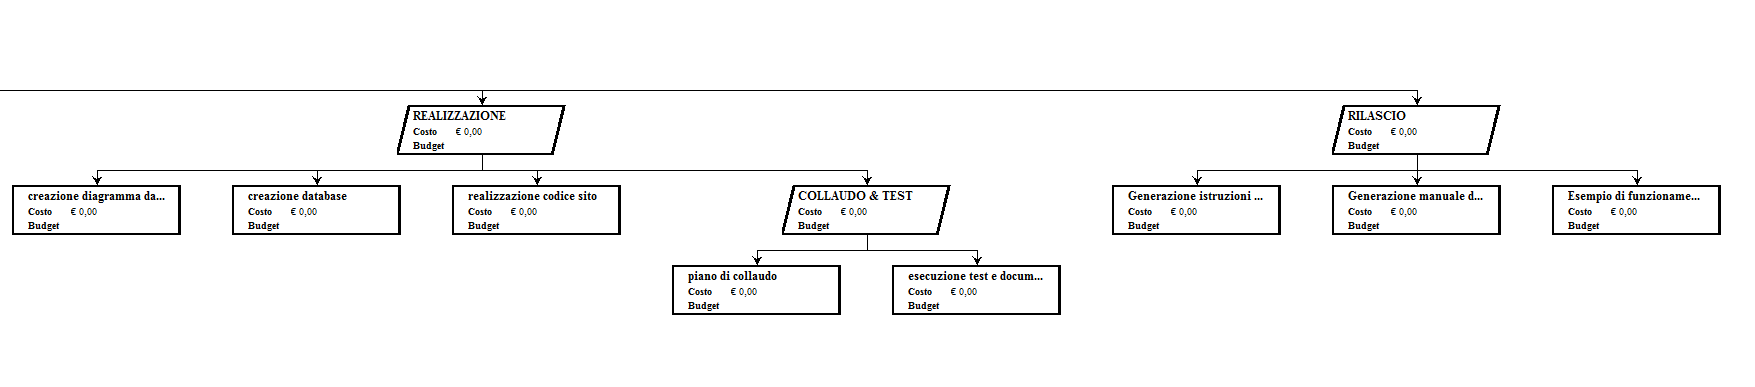 REALIZZAZIONE
Costo € 0,00
Budget
RILASCIO
Costo € 0,00
Budget
creazione diagramma da...
Costo € 0,00
Budget
creazione database
Costo € 0,00
Budget
realizzazione codice sito
Costo € 0,00
Budget
COLLAUDO & TEST
Costo € 0,00
Budget
Generazione istruzioni ...
Costo € 0,00
Budget
Generazione manuale d...
Costo € 0,00
Budget
Esempio di funzioname...
Costo € 0,00
Budget
piano di collaudo
Costo € 0,00
Budget
esecuzione test e docum...
Costo € 0,00
Budget